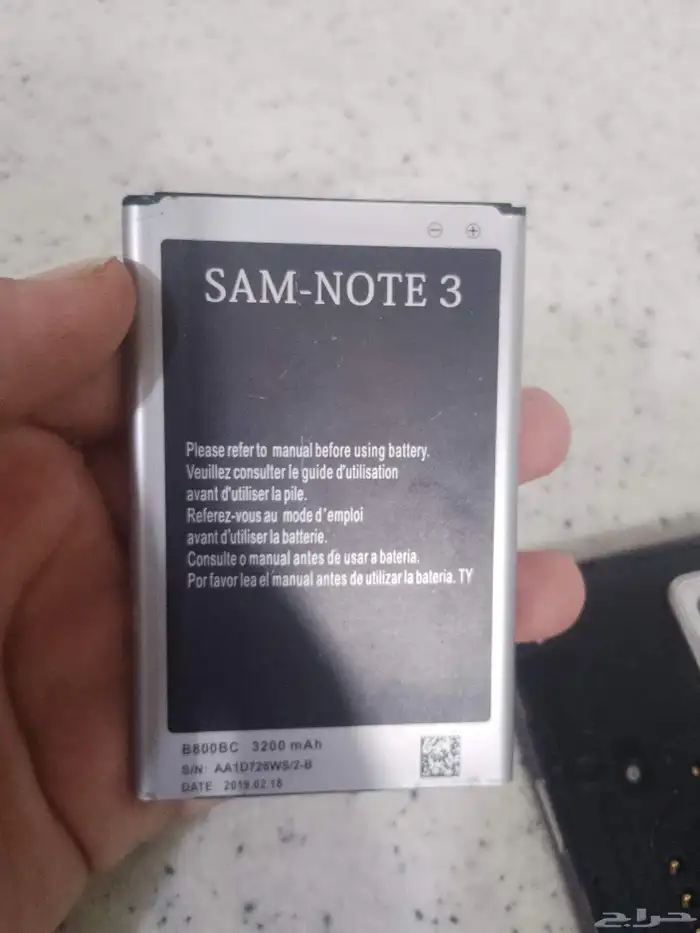 SAM-NOTE 3
Please refer to manual before using battery.
Veuillez consulter le guide d'utilisation
avant d'utiliser la pile.
Referez-vous au mode d'emploi
avant d'utiliser la batterie.
Consulte o manual antes de usar a bateria.
Por favor lea el manual antes de utilizar la bateria. TY
B800BC 3200 mAh
S/N: AA1D726WS/2-B
DATE 2019.02.18
حراج